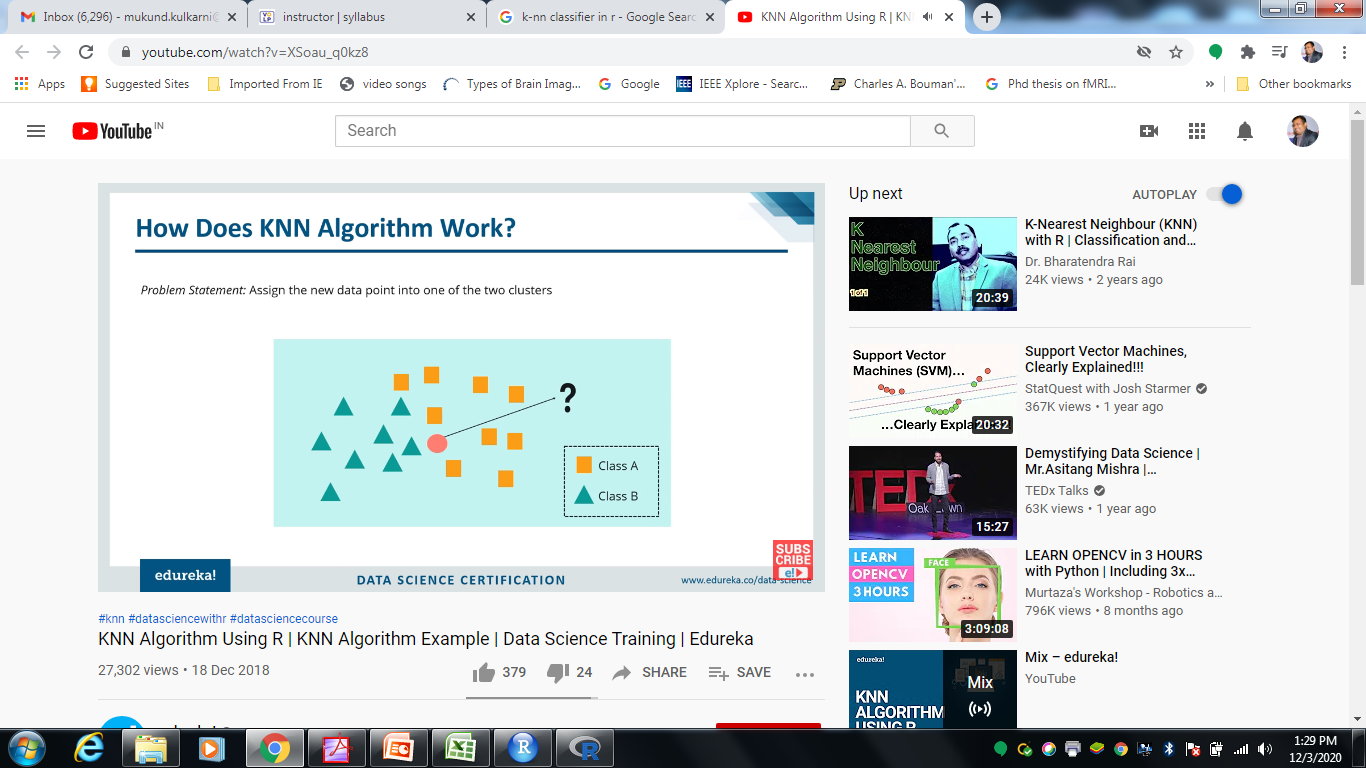 Inbox (6,296) - mukund.kulkarni@
instructor | syllabus
k-nn classifier in r - Google Searc
KNN Algorithm Using R | KN
youtube.com/watch?v=XSoau_q0kz8
Apps
Suggested Sites
Imported From IE
video songs
Types of Brain Imag...
Google
IEEE
IEEE Xplore - Searc...
Charles A. Bouman'...
Phd thesis on fMRI...
»
Other bookmarks
YouTube IN
Search
How Does KNN Algorithm Work?
Problem Statement: Assign the new data point into one of the two clusters
?
Class A
Class B
SUBS
CRIBE
e!
edureka!
DATA SCIENCE CERTIFICATION
www.edureka.co/data-science
#knn #datasciencewithr #datasciencecourse
KNN Algorithm Using R | KNN Algorithm Example | Data Science Training | Edureka
27,302 views • 18 Dec 2018
379
24
SHARE
SAVE
Up next
AUTOPLAY
K
Nearest
Neighbour
20:39
K-Nearest Neighbour (KNN)
with R | Classification and...
Dr. Bharatendra Rai
24K views • 2 years ago
Support Vector
Machines (SVM)...
...Clearly Expla
20:32
Support Vector Machines,
Clearly Explained!!!
StatQuest with Josh Starmer
367K views • 1 year ago
TEDx
15:27
Demystifying Data Science |
Mr.Asitang Mishra |...
TEDx Talks
63K views • 1 year ago
LEARN
OPENCV in
3 HOURS
FACE
3:09:08
LEARN OPENCV in 3 HOURS
with Python | Including 3x...
Murtaza's Workshop - Robotics a...
796K views • 8 months ago
edureka!
KNN
ALGORITHM
USING R
Mix
Mix – edureka!
YouTube
1:29 PM
12/3/2020